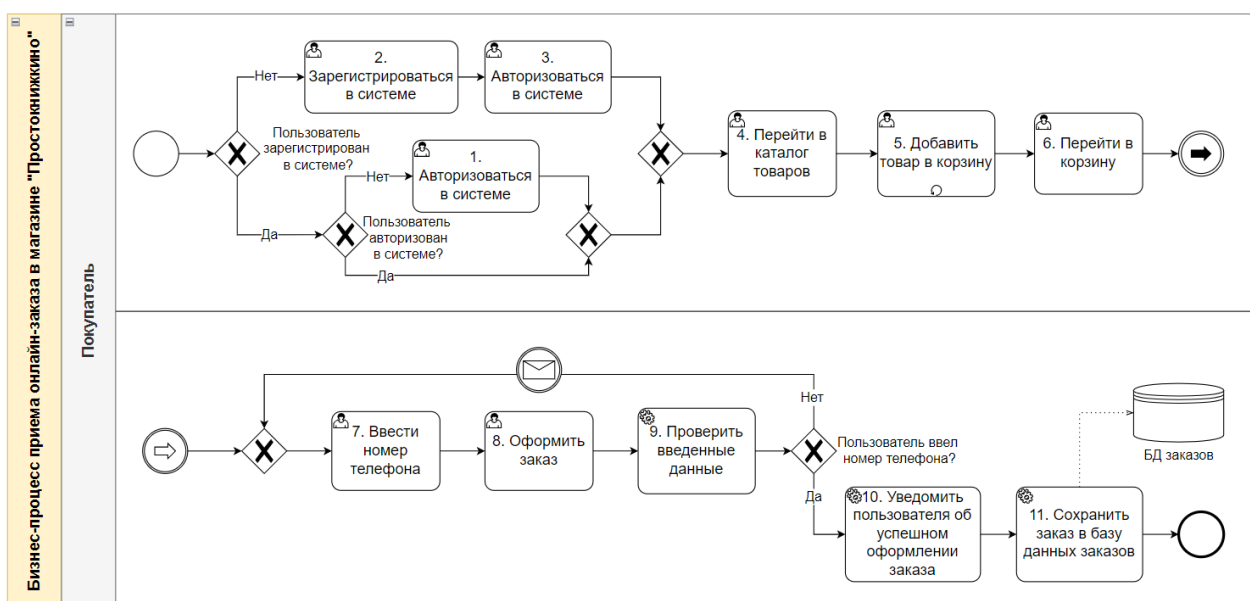 Бизнес-процесс приема онлайн-заказа в магазине "Простокнижкино"
Покупатель
Пользователь
зарегистрирован
в системе?
Нет
2.
Зарегистрироваться
в системе
3.
Авторизоваться
в системе
Да
Пользователь
авторизован
в системе?
Нет
1.
Авторизоваться
в системе
Да
4. Перейти в
каталог
товаров
5. Добавить
товар в корзину
6. Перейти в
корзину
7. Ввести
номер
телефона
8. Оформить
заказ
9. Проверить
введенные
данные
Нет
Пользователь ввел
номер телефона?
Да
10. Уведомить
пользователя об
успешном
оформлении
заказа
11. Сохранить
заказ в базу
данных заказов
БД заказов